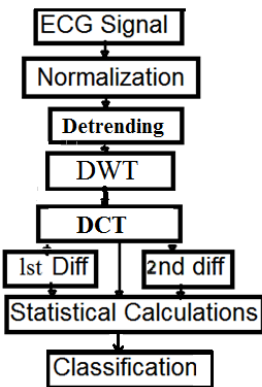 ECG Signal
Normalization
Detrending
DWT
DCT
1st Diff
2nd diff
Statistical Calculations
Classification